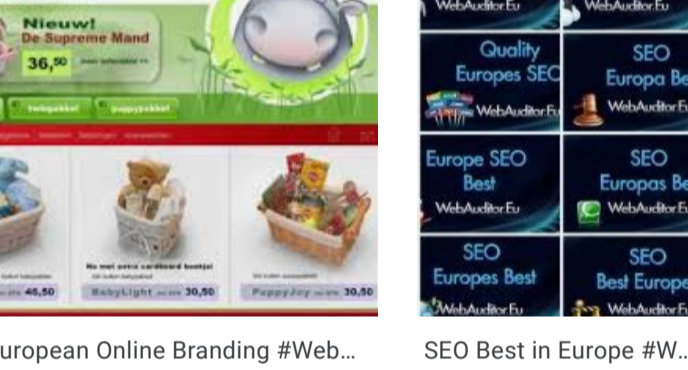 Nieuw!
De Supreme Mand
36,50
puppypakket
Nu met extra cardboard boekje!
46,50
BabyLight
30,50
PuppyJoy
30,50
uropean Online Branding #Web...
WebAuditor.Eu
WebAuditor.Eu
Quality
Europes SEO
WebAuditor.Eu
SEO
Europa Be
WebAuditor.Eu
Europe SEO
Best
WebAuditor.Eu
SEO
Europas Be
WebAuditor.Eu
SEO
Europes Best
WebAuditor.Eu
SEO
Best Europe
WebAuditor.Eu
SEO Best in Europe #W...